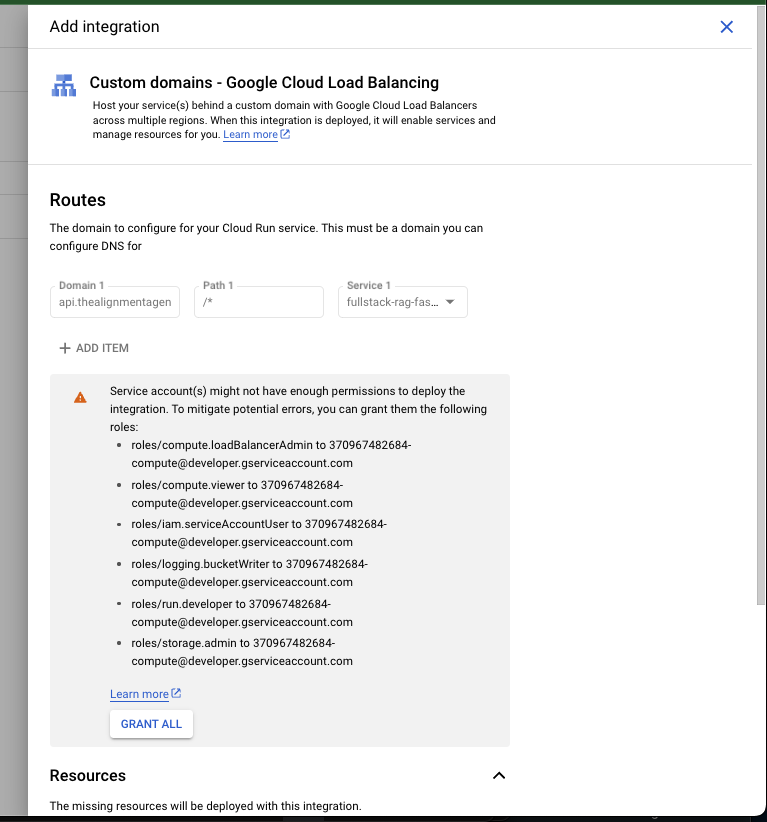 Add integration
Custom domains - Google Cloud Load Balancing
Host your service(s) behind a custom domain with Google Cloud Load Balancers
across multiple regions. When this integration is deployed, it will enable services and
manage resources for you. Learn more
Routes
The domain to configure for your Cloud Run service. This must be a domain you can
configure DNS for
Domain 1 Path 1 Service 1
api.thealignmentagen /* fullstack-rag-fas...
ADD ITEM
Service account(s) might not have enough permissions to deploy the
integration. To mitigate potential errors, you can grant them the following
roles:
• roles/compute.loadBalancerAdmin to 370967482684-
compute@developer.gserviceaccount.com
• roles/compute.viewer to 370967482684-
compute@developer.gserviceaccount.com
• roles/iam.serviceAccountUser to 370967482684-
compute@developer.gserviceaccount.com
• roles/logging.bucketWriter to 370967482684-
compute@developer.gserviceaccount.com
• roles/run.developer to 370967482684-
compute@developer.gserviceaccount.com
• roles/storage.admin to 370967482684-
compute@developer.gserviceaccount.com
Learn more
GRANT ALL
Resources
The missing resources will be deployed with this integration.